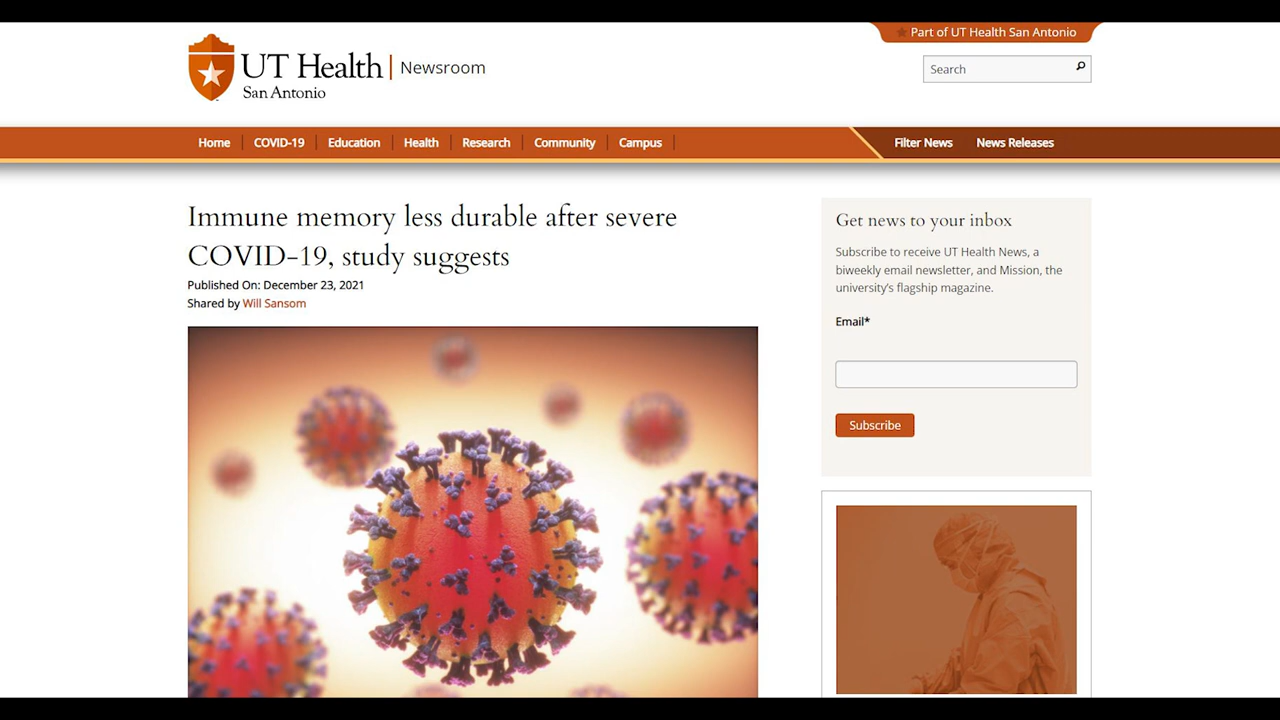 Part of UT Health San Antonio
UT Health
San Antonio
Newsroom
Search
Home
COVID-19
Education
Health
Research
Community
Campus
Filter News
News Releases
Immune memory less durable after severe
COVID-19, study suggests
Published On: December 23, 2021
Shared by Will Sansom
Get news to your inbox
Subscribe to receive UT Health News, a
biweekly email newsletter, and Mission, the
university's flagship magazine.
Email*
Subscribe